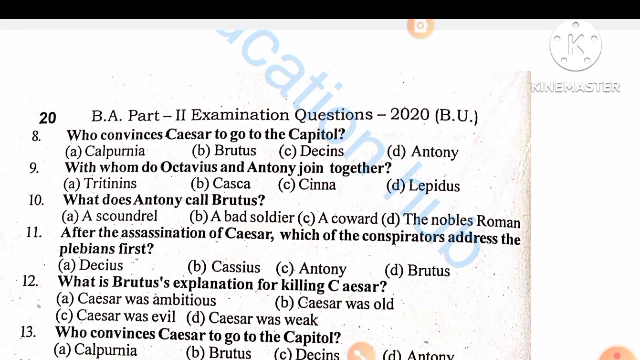 ucation Hub
KINEMASTER
20 B.A. Part – II Examination Questions – 2020 (B.U.)
8. Who convinces Caesar to go to the Capitol?
(a) Calpurnia (b) Brutus (c) Decins (d) Antony
9. With whom do Octavius and Antony join together?
(a) Tritinins (b) Casca (c) Cinna (d) Lepidus
10. What does Antony call Brutus?
(a) A scoundrel (b) A bad soldier (c) A coward (d) The nobles Roman
11. After the assassination of Caesar, which of the conspirators address the
plebians first?
(a) Decius (b) Cassius (c) Antony (d) Brutus
12. What is Brutus's explanation for killing C aesar?
(a) Caesar was ambitious (b) Caesar was old
(c) Caesar was evil (d) Caesar was weak
13. Who convinces Caesar to go to the Capitol?
(a) Calpurnia (b) Brutus (c) Decins (d) Antony